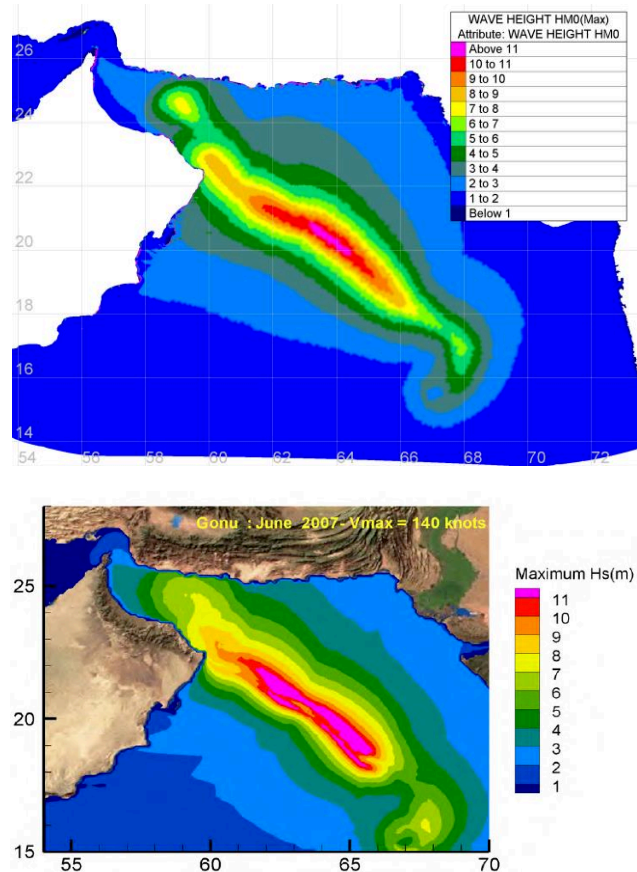 WAVE HEIGHT HM0(Max)
Attribute: WAVE HEIGHT HM0
Above 11
10 to 11
9 to 10
8 to 9
7 to 8
6 to 7
5 to 6
4 to 5
3 to 4
2 to 3
1 to 2
Below 1
26
24
22
20
18
16
14
54 56 58 60 62 64 66 68 70 72
Gonu : June 2007- Vmax = 140 knots
25
20
15
55 60 65 70
Maximum Hs(m)
11
10
9
8
7
6
5
4
3
2
1